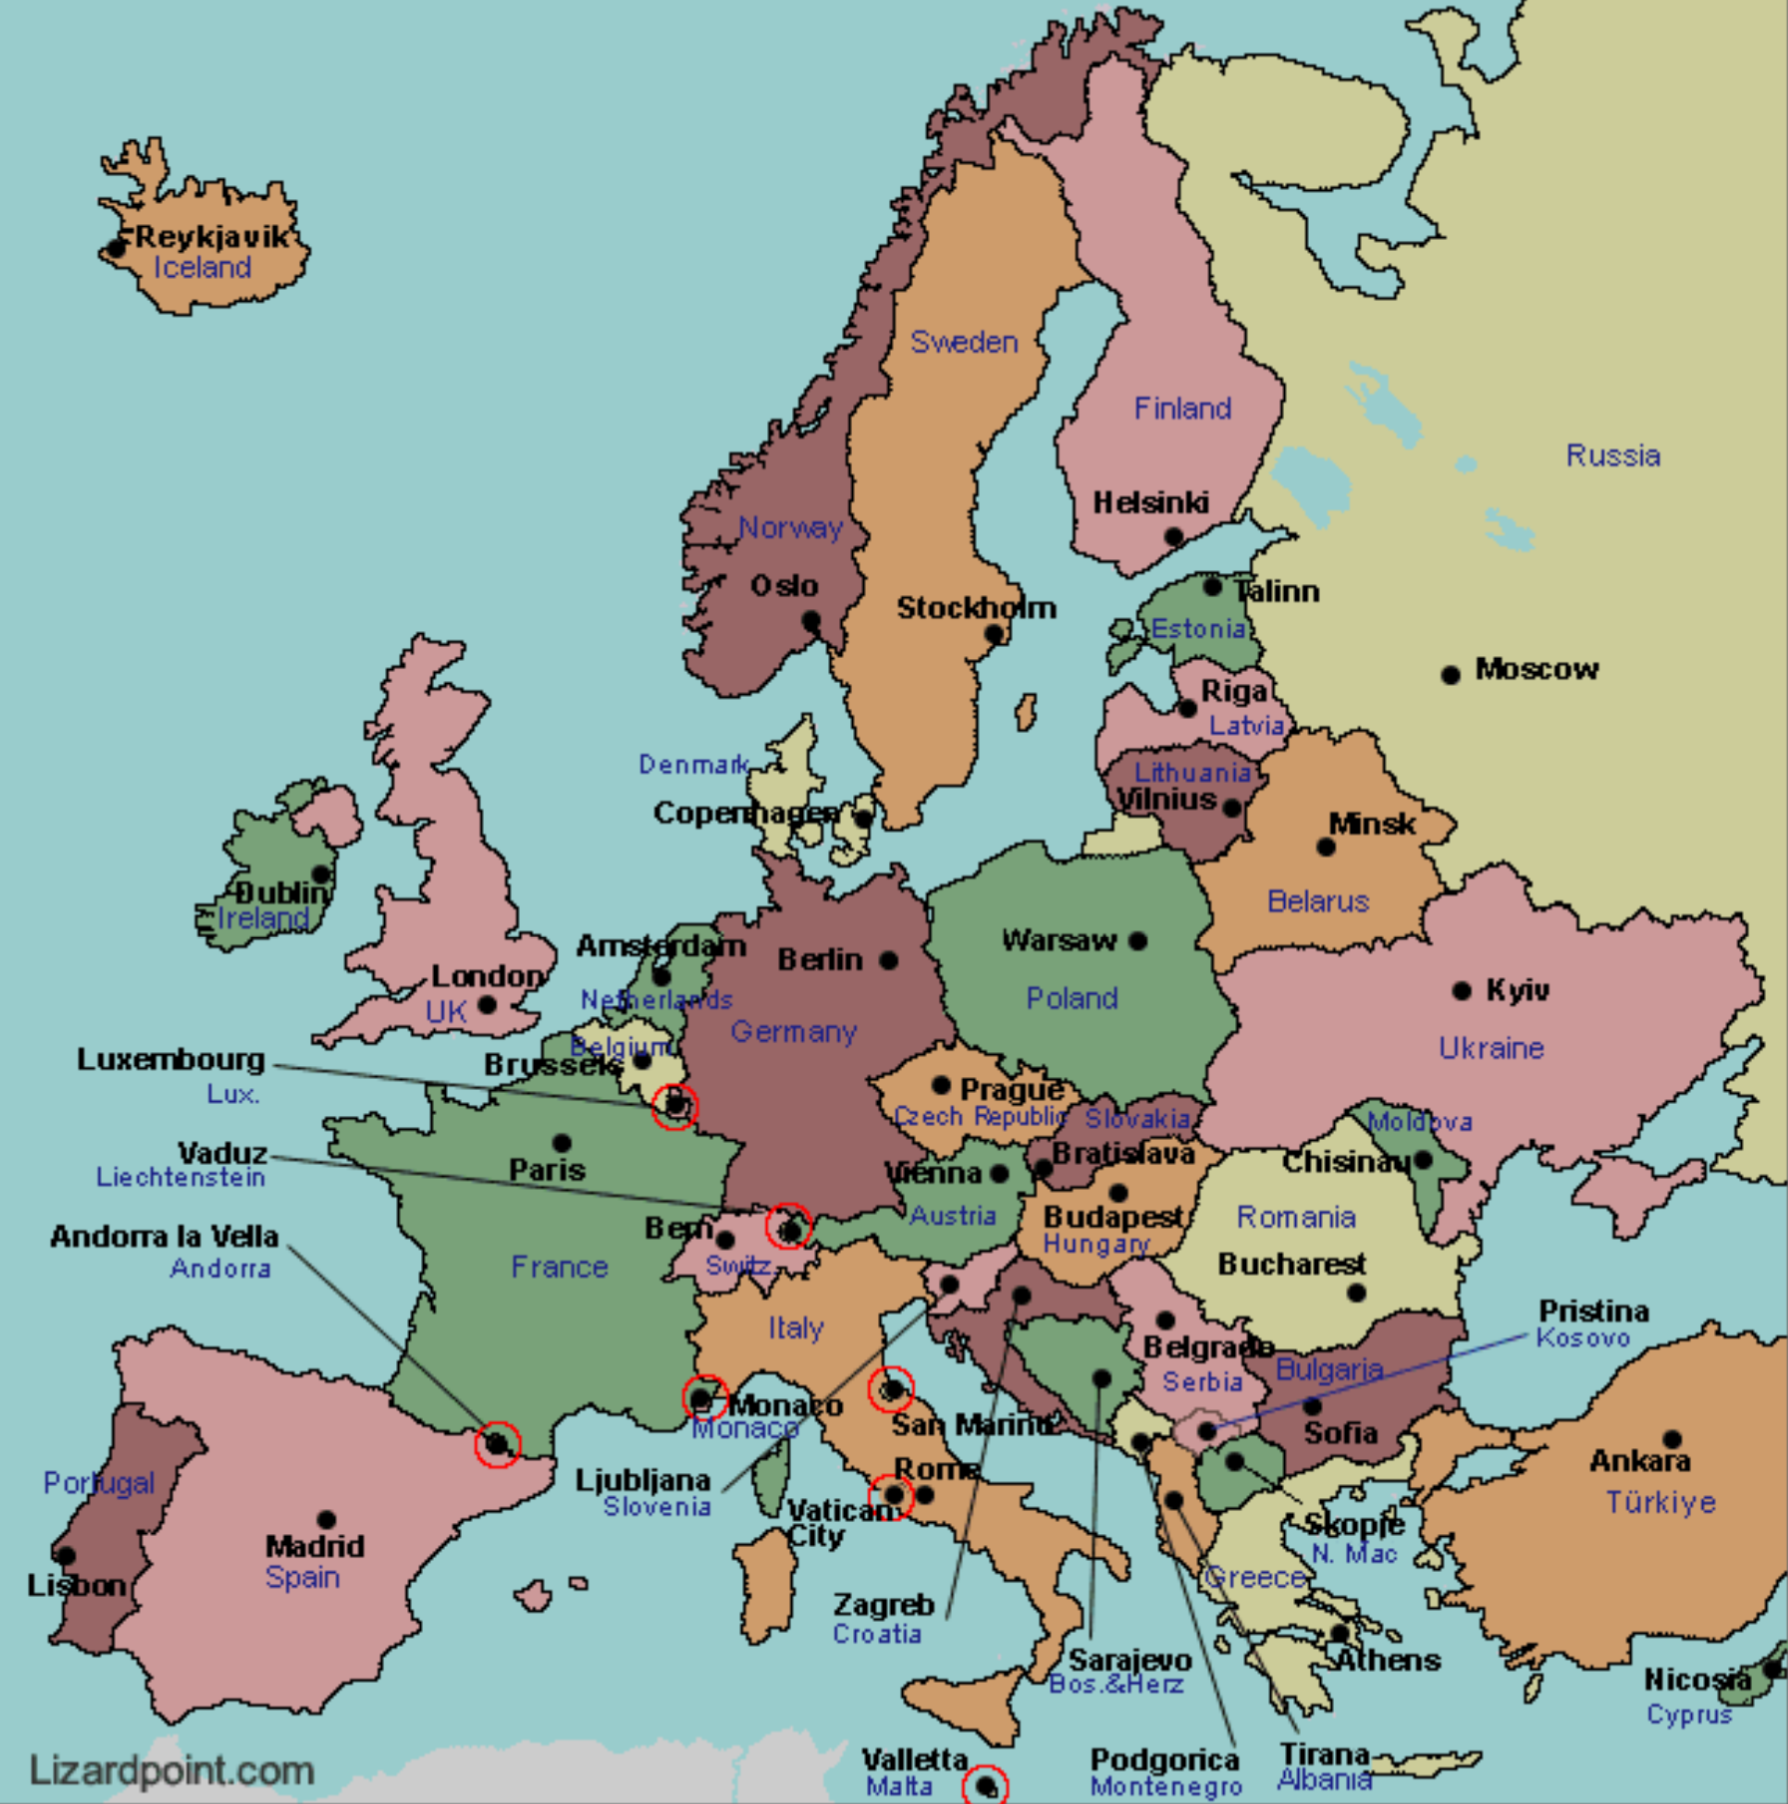 Reykjavik
Iceland
Sweden
Finland
Russia
Helsinki
Norway
Oslo
Stockholm
Talinn
Estonia
Moscow
Riga
Latvia
Denmark
Lithuania
Vilnius
Copenhagen
Minsk
Dublin
Ireland
Belarus
Amsterdam
Netherlands
Berlin
Warsaw
Poland
London
UK
Germany
Kyiv
Ukraine
Belgium
Brussels
Luxembourg
Lux.
Prague
Czech Republic
Slovakia
Moldova
Chisinau
Vaduz
Liechtenstein
Paris
Vienna
Bratislava
Austria
Budapest
Hungary
Romania
Bucharest
Andorra la Vella
Andorra
France
Bern
Switz.
Italy
Pristina
Kosovo
Belgrade
Serbia
Bulgaria
Sofia
Monaco
Monaco
San Marino
Rome
Ankara
Türkiye
Portugal
Ljubljana
Slovenia
Vatican
City
Skopje
N. Mac
Madrid
Spain
Lisbon
Greece
Zagreb
Croatia
Sarajevo
Bos.&Herz
Athens
Nicosia
Cyprus
Valletta
Malta
Podgorica
Montenegro
Tirana
Albania
Lizardpoint.com